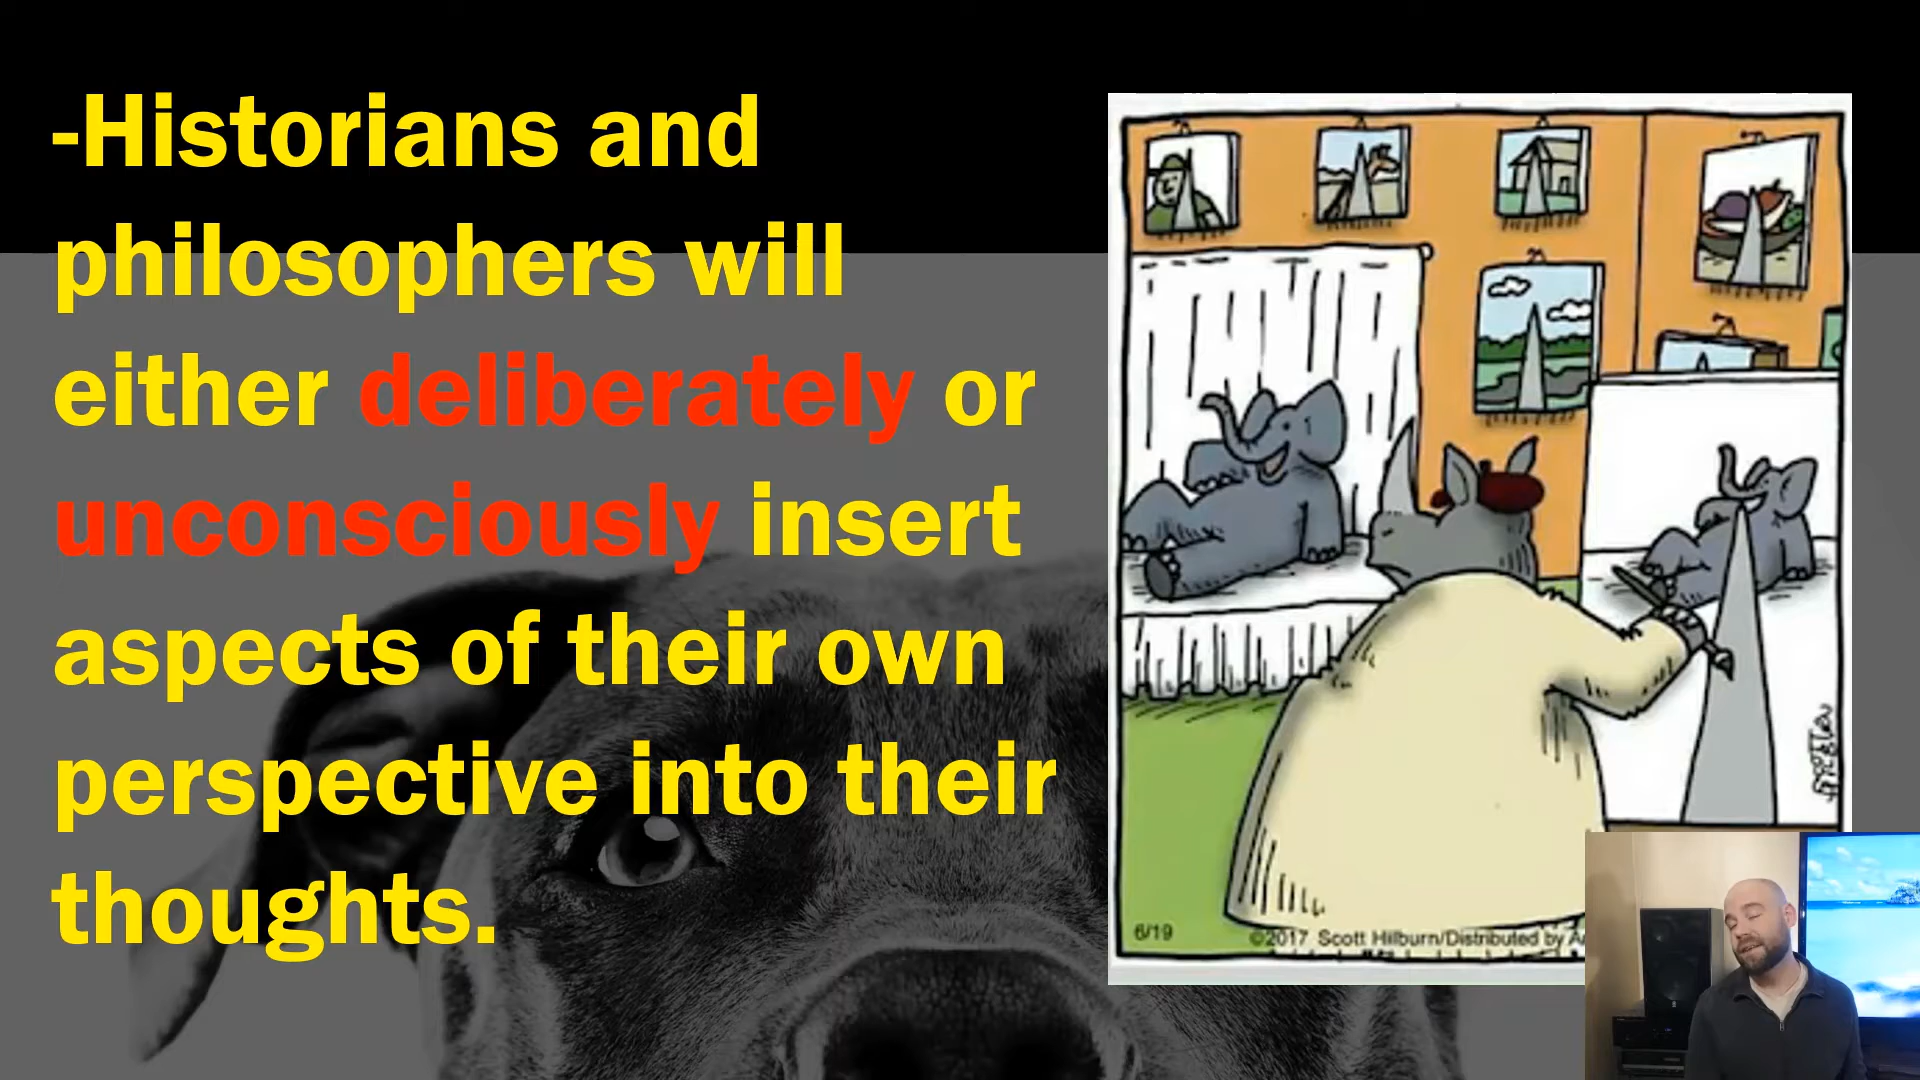 -Historians and
philosophers will
either deliberately or
unconsciously insert
aspects of their own
perspective into their
thoughts.
6/19
©2017 Scott Hilburn/Distributed by